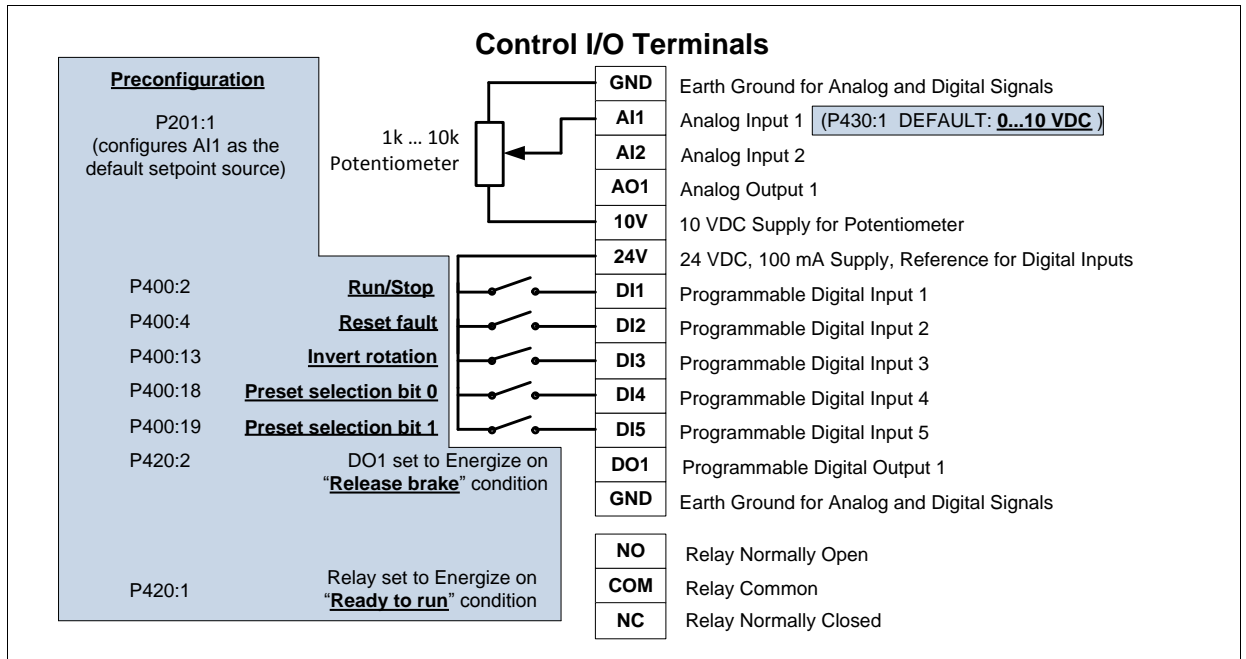 Control I/O Terminals
Preconfiguration
P201:1
(configures AI1 as the
default setpoint source)
1k ... 10k
Potentiometer
GND Earth Ground for Analog and Digital Signals
AI1 Analog Input 1 (P430:1 DEFAULT: 0...10 VDC )
AI2 Analog Input 2
AO1 Analog Output 1
10V 10 VDC Supply for Potentiometer
24V 24 VDC, 100 mA Supply, Reference for Digital Inputs
P400:2 Run/Stop DI1 Programmable Digital Input 1
P400:4 Reset fault DI2 Programmable Digital Input 2
P400:13 Invert rotation DI3 Programmable Digital Input 3
P400:18 Preset selection bit 0 DI4 Programmable Digital Input 4
P400:19 Preset selection bit 1 DI5 Programmable Digital Input 5
P420:2 DO1 set to Energize on DO1 Programmable Digital Output 1
“Release brake” condition
GND Earth Ground for Analog and Digital Signals
NO Relay Normally Open
P420:1 Relay set to Energize on COM Relay Common
“Ready to run” condition
NC Relay Normally Closed